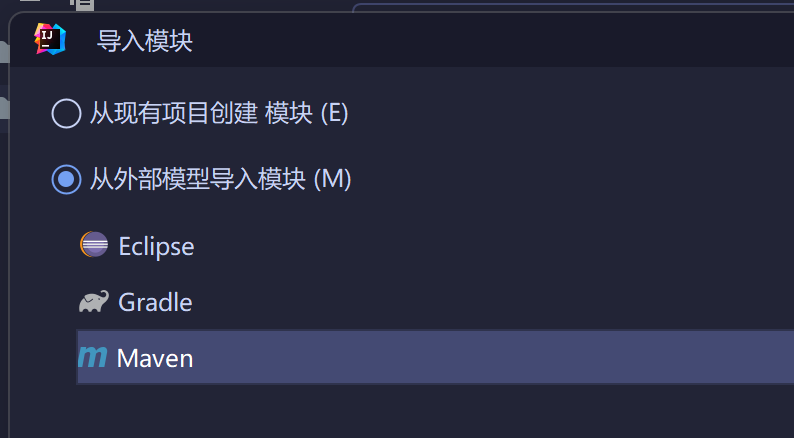 IJ
导入模块
从现有项目创建 模块 (E)
从外部模型导入模块 (M)
Eclipse
Gradle
m Maven